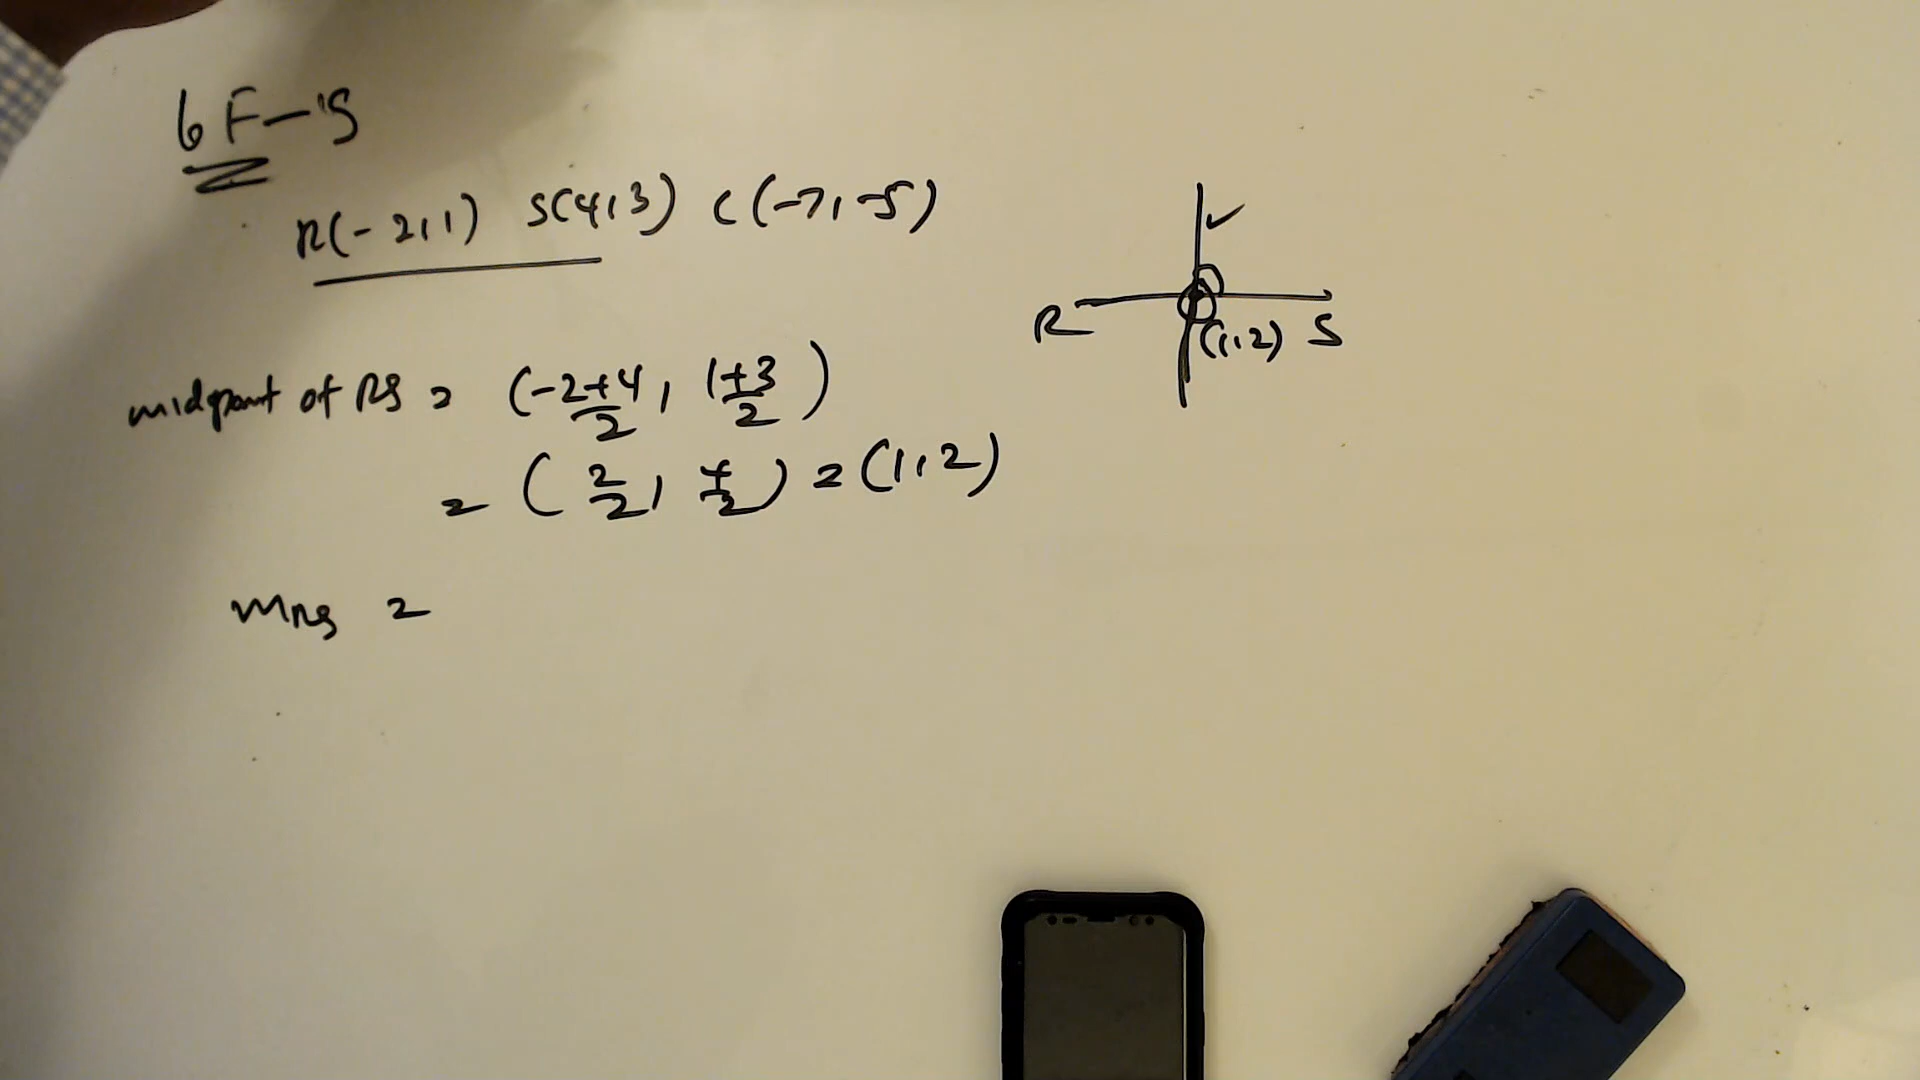 6F-5
R(-2,1) S(4,3) C(-7,-5)
R (1,2) S
midpoint of RS = (-2+4/2, 1+3/2)
= (2/2, 4/2) = (1,2)
mRS =